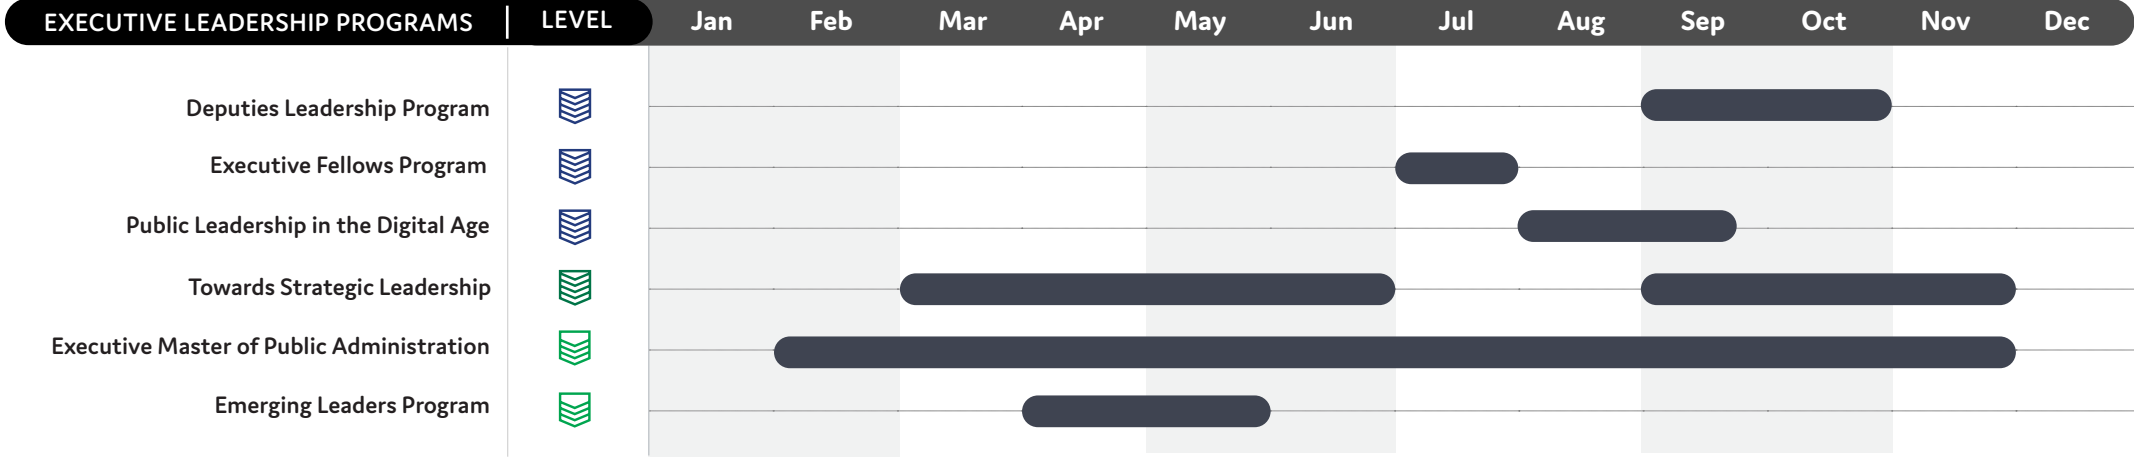 EXECUTIVE LEADERSHIP PROGRAMS | LEVEL Jan Feb Mar Apr May Jun Jul Aug Sep Oct Nov Dec
Deputies Leadership Program
Executive Fellows Program
Public Leadership in the Digital Age
Towards Strategic Leadership
Executive Master of Public Administration
Emerging Leaders Program